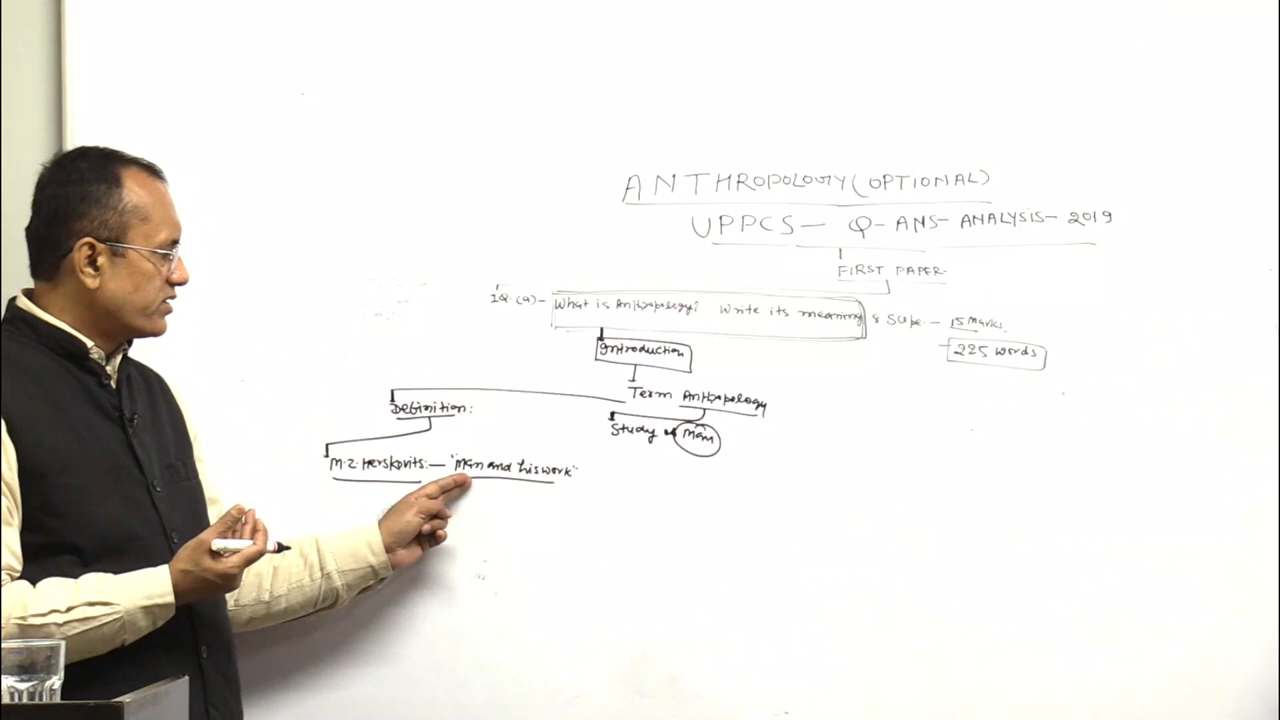 ANTHROPOLOGY (OPTIONAL)
UPPCS - Q - ANS - ANALYSIS - 2019
FIRST PAPER
1Q.(a) - What is Anthropology? Write its meaning & Scope - 15 Marks.
225 words
Introduction
Term Anthropology
Study of Man
Definition:
M.J. Herskovits: - "Man and his work"